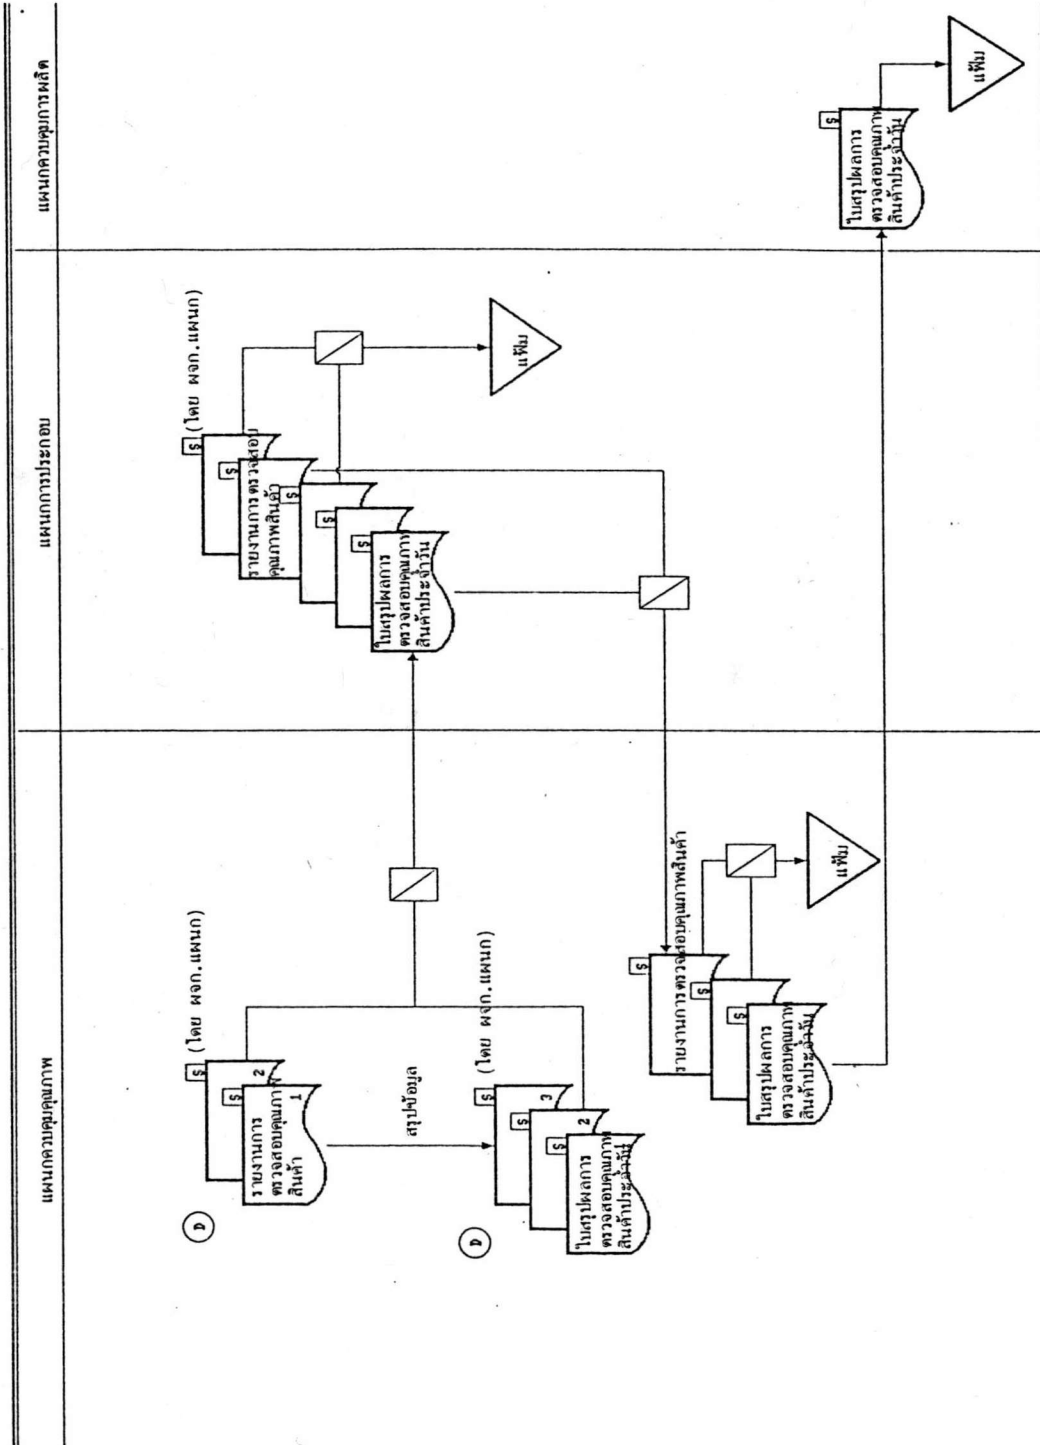 แผนกควบคุมคุณภาพ
แผนกการประกอบ
แผนกควบคุมการผลิต
D
S
(โดย ผจก.แผนก)
2
S
รายงานการ
ตรวจสอบคุณภาพ
สินค้า
1
สรุปข้อมูล
D
S
(โดย ผจก.แผนก)
3
S
2
S
ใบสรุปผลการ
ตรวจสอบคุณภาพ
สินค้าประจำวัน
S
(โดย ผจก.แผนก)
S
รายงานการตรวจสอบ
คุณภาพสินค้า
S
S
S
ใบสรุปผลการ
ตรวจสอบคุณภาพ
สินค้าประจำวัน
แฟ้ม
S
รายงานการตรวจสอบคุณภาพสินค้า
S
S
ใบสรุปผลการ
ตรวจสอบคุณภาพ
สินค้าประจำวัน
แฟ้ม
S
ใบสรุปผลการ
ตรวจสอบคุณภาพ
สินค้าประจำวัน
แฟ้ม